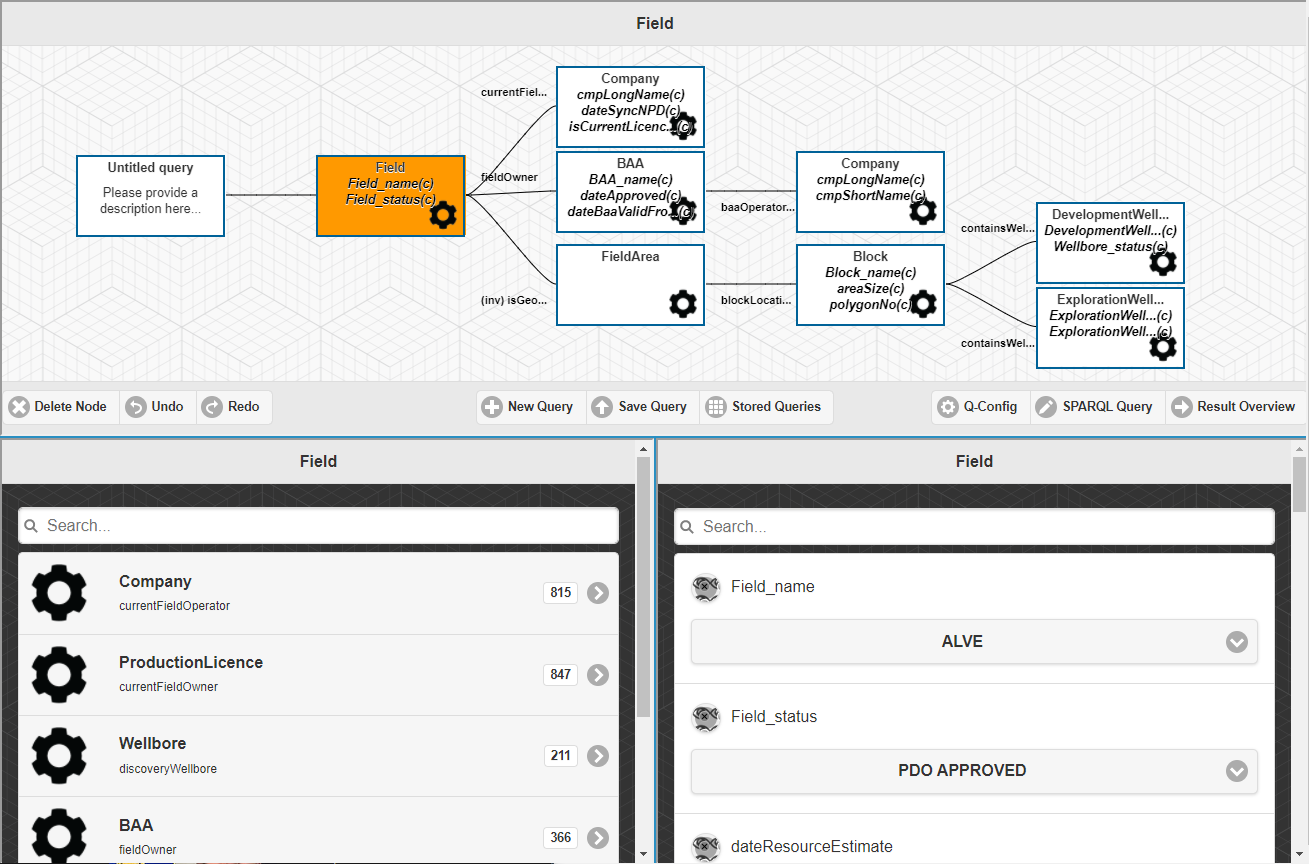 Field
Untitled query
Please provide a
description here...
Field
Field_name(c)
Field_status(c)
currentFiel...
fieldOwner
(inv) isGeo...
Company
cmpLongName(c)
dateSyncNPD(c)
isCurrentLicenc...(c)
BAA
BAA_name(c)
dateApproved(c)
dateBaaValidFro...(c)
FieldArea
baaOperator...
blockLocati...
Company
cmpLongName(c)
cmpShortName(c)
Block
Block_name(c)
areaSize(c)
polygonNo(c)
containsWel...
containsWel...
DevelopmentWell...
DevelopmentWell...(c)
Wellbore_status(c)
ExplorationWell...
ExplorationWell...(c)
ExplorationWell...(c)
Delete Node
Undo
Redo
New Query
Save Query
Stored Queries
Q-Config
SPARQL Query
Result Overview
Field
Search...
Company
currentFieldOperator
815
ProductionLicence
currentFieldOwner
847
Wellbore
discoveryWellbore
211
BAA
fieldOwner
366
Field
Search...
Field_name
ALVE
Field_status
PDO APPROVED
dateResourceEstimate